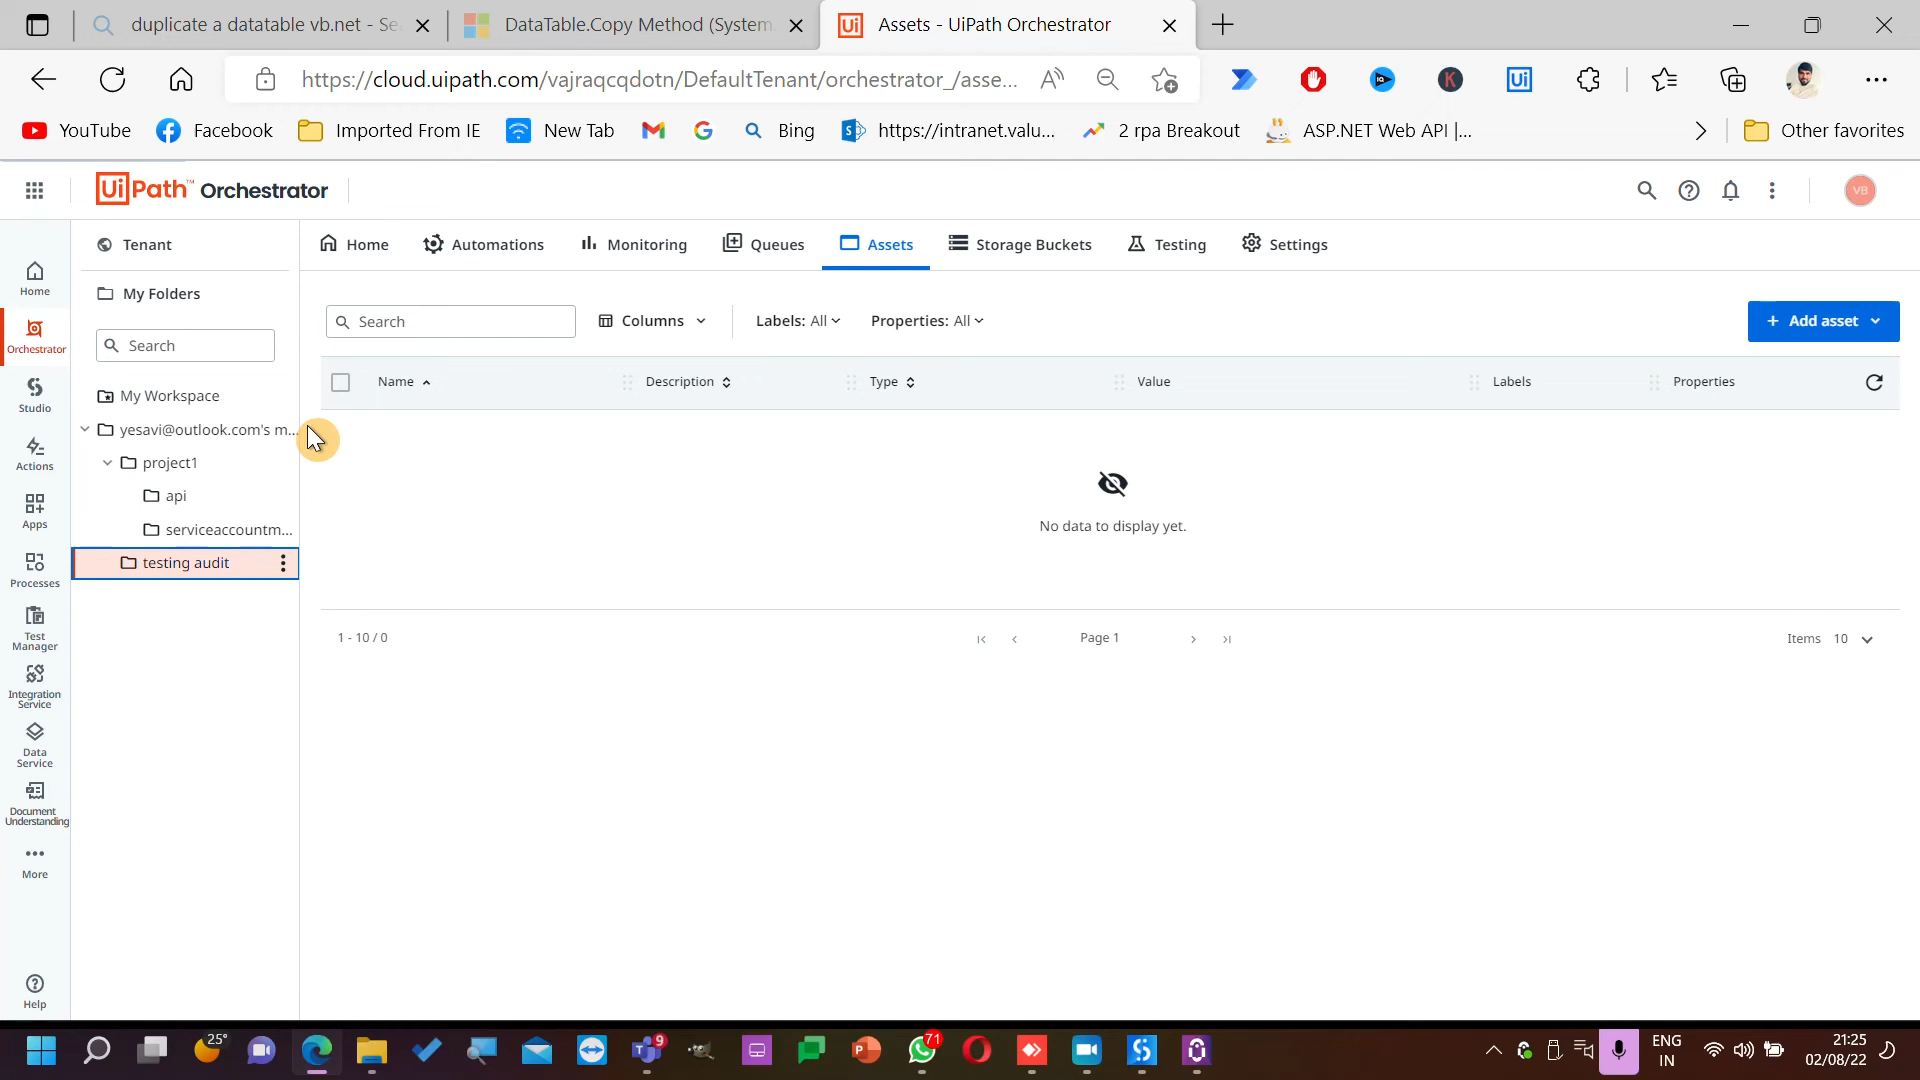 duplicate a datatable vb.net - Se
DataTable.Copy Method (System
Assets - UiPath Orchestrator
https://cloud.uipath.com/vajraqcqdotn/DefaultTenant/orchestrator_/asse...
YouTube
Facebook
Imported From IE
New Tab
Bing
https://intranet.valu...
2 rpa Breakout
ASP.NET Web API |...
Other favorites
UiPath™ Orchestrator
VB
Tenant
Home
Automations
Monitoring
Queues
Assets
Storage Buckets
Testing
Settings
Home
Orchestrator
Studio
Actions
Apps
Processes
Test Manager
Integration Service
Data Service
Document Understanding
More
Help
My Folders
Search
My Workspace
yesavi@outlook.com's m...
project1
api
serviceaccountm...
testing audit
Search
Columns
Labels: All
Properties: All
+ Add asset
Name
Description
Type
Value
Labels
Properties
No data to display yet.
1 - 10 / 0
Page 1
Items 10
25°
9
71
ENG
IN
21:25
02/08/22